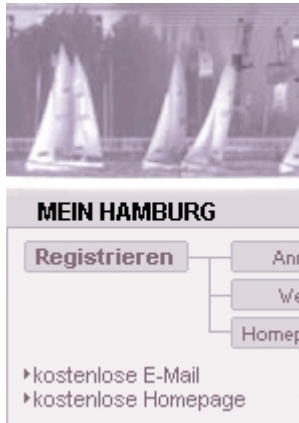 MEIN HAMBURG
Registrieren
kostenlose E-Mail
kostenlose Homepage